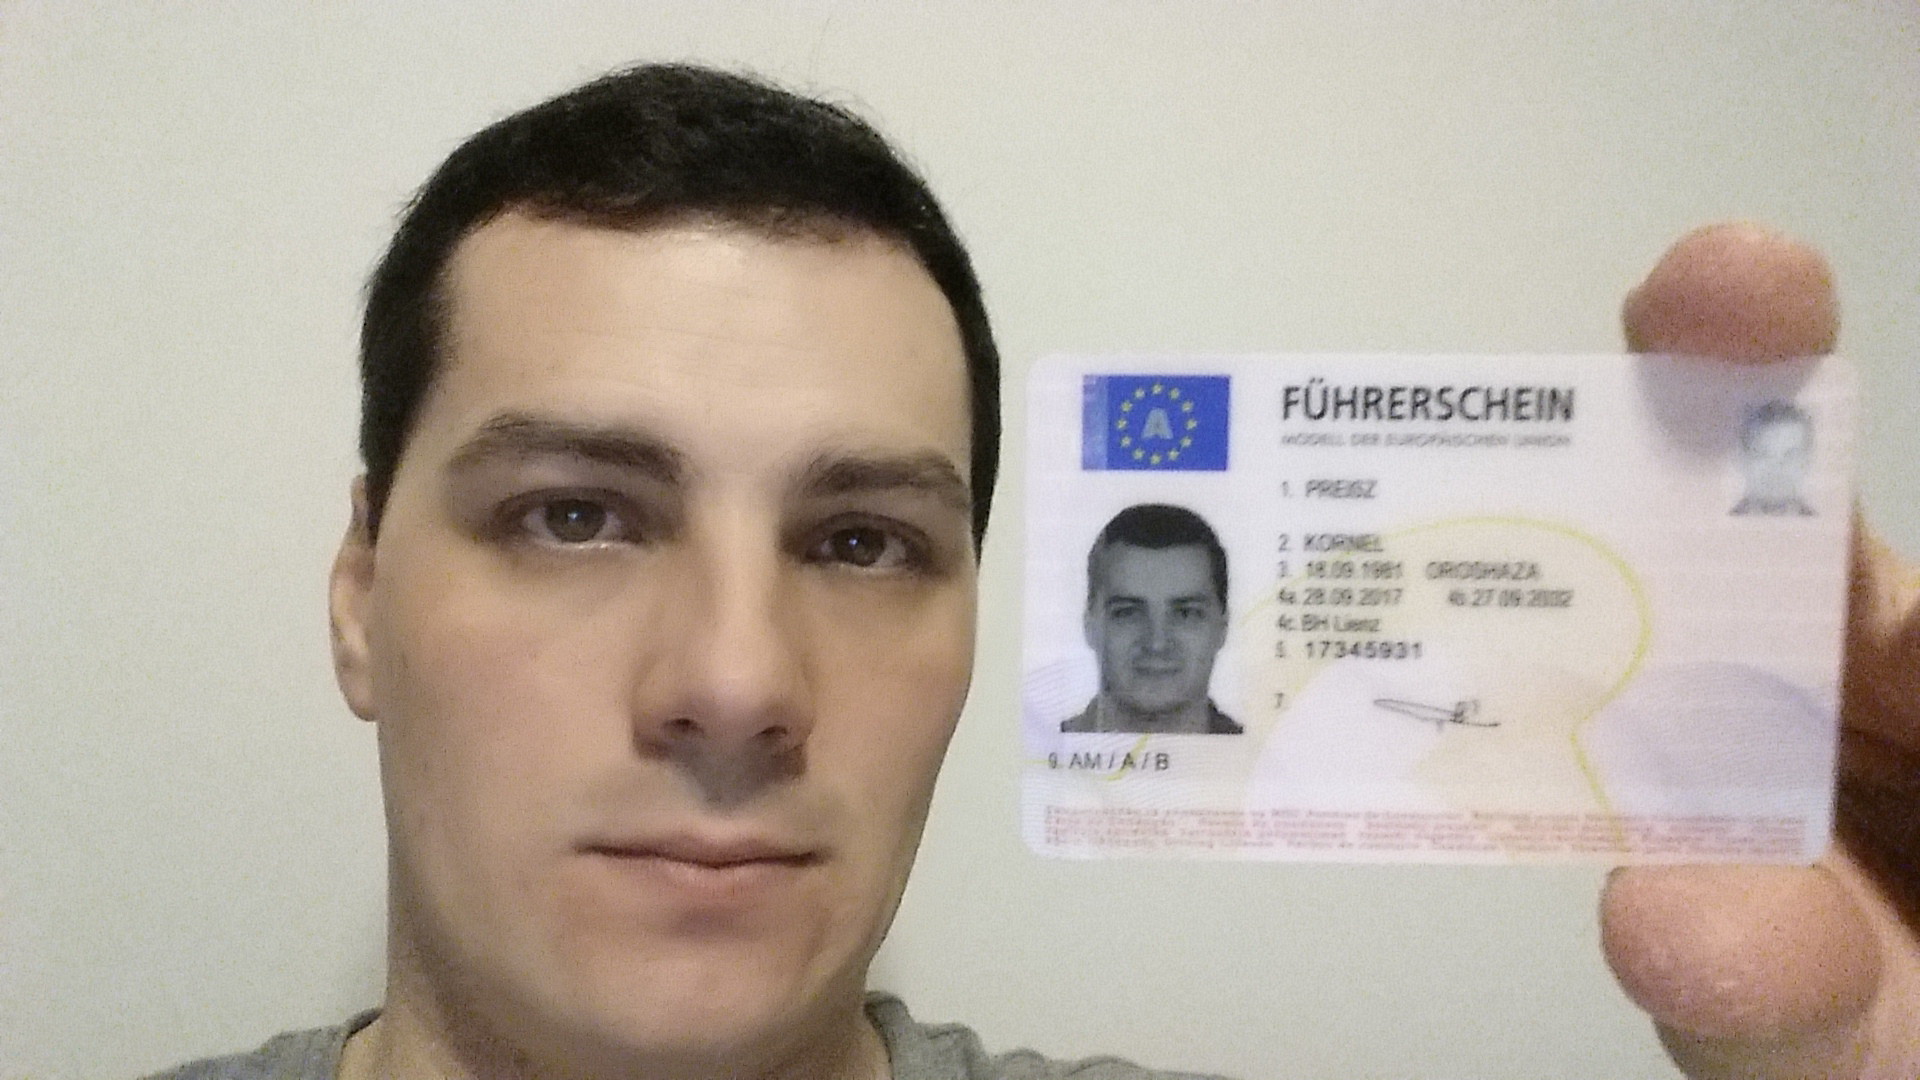 A
FÜHRERSCHEIN
MODELL DER EUROPÄISCHEN UNION
1. PREISZ
2. KORNEL
3. 18.09.1981 OROSHAZA
4a. 28.09.2017 4b. 27.09.2032
4c. BH Lienz
5. 17345931
7.
9. AM / A / B